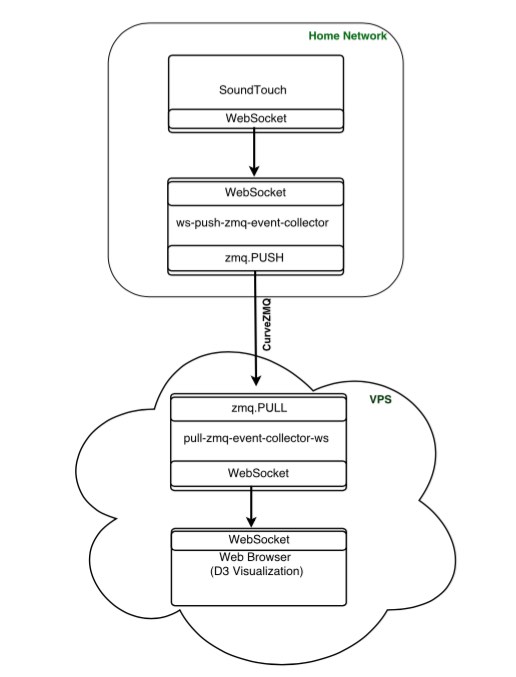 Home Network
SoundTouch
WebSocket
WebSocket
ws-push-zmq-event-collector
zmq.PUSH
CurveZMQ
zmq.PULL
VPS
pull-zmq-event-collector-ws
WebSocket
WebSocket
Web Browser
(D3 Visualization)